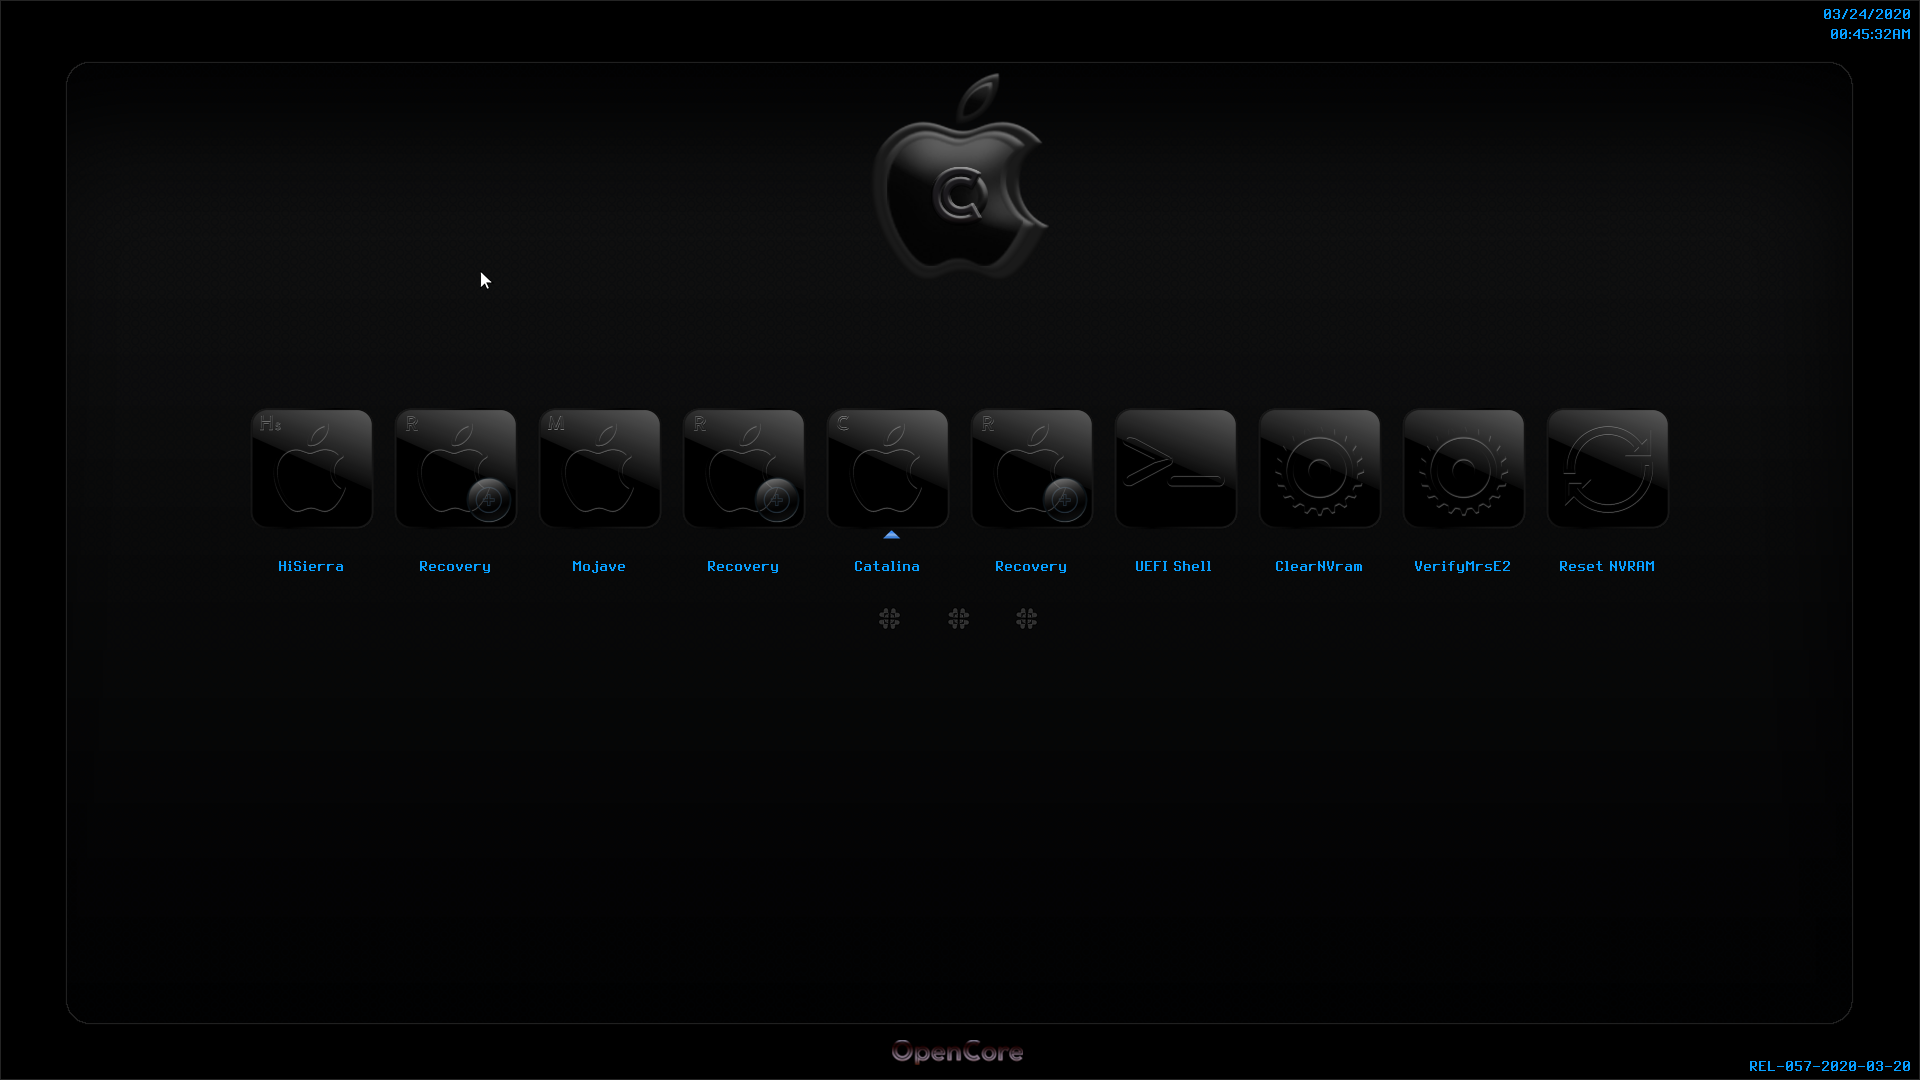 03/24/2020
00:45:32AM
Hs R M R C R
HiSierra Recovery Mojave Recovery Catalina Recovery UEFI Shell ClearNVram VerifyMrsE2 Reset NVRAM
OpenCore
REL-057-2020-03-20